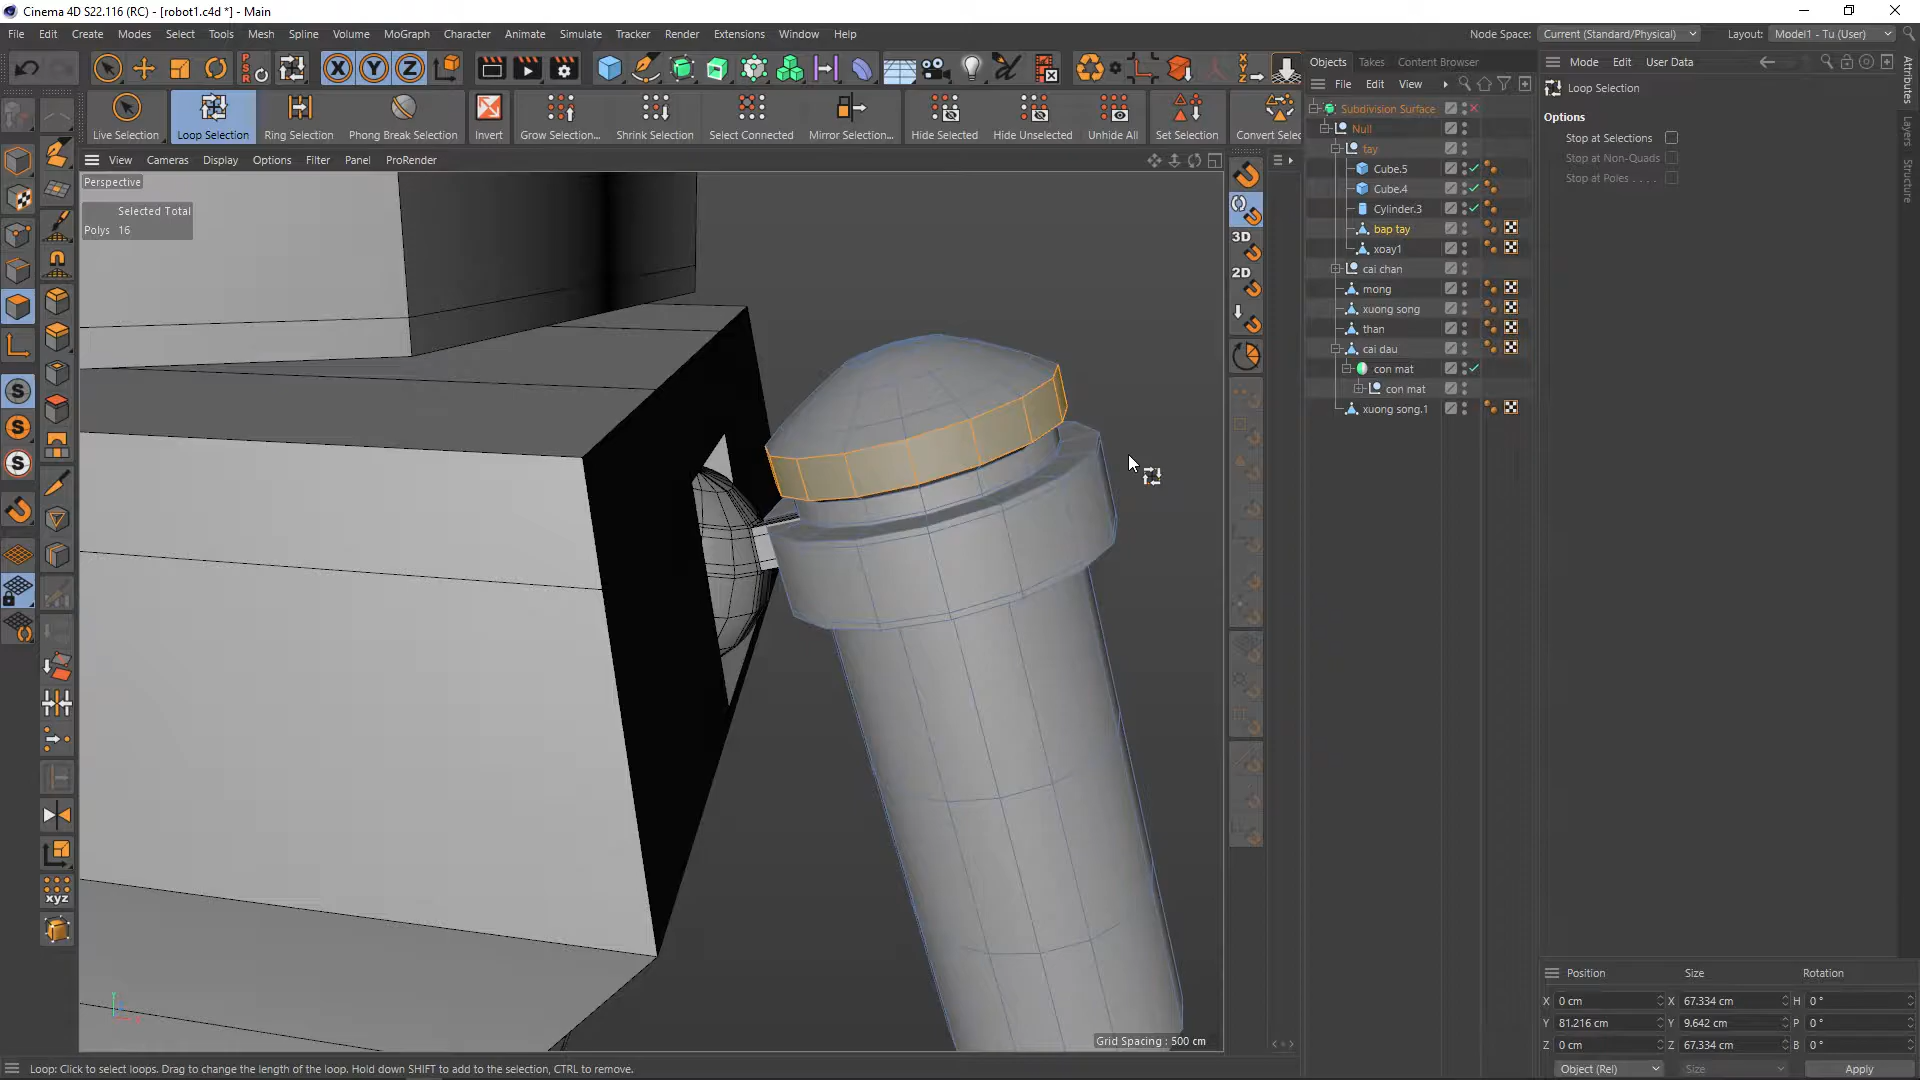 Cinema 4D S22.116 (RC) - [robot1.c4d *] - Main
File Edit Create Modes Select Tools Mesh Spline Volume MoGraph Character Animate Simulate Tracker Render Extensions Window Help
Node Space: Current (Standard/Physical) Layout: Model1 - Tu (User)
Live Selection Loop Selection Ring Selection Phong Break Selection Invert Grow Selection... Shrink Selection Select Connected Mirror Selection... Hide Selected Hide Unselected Unhide All Set Selection Convert Selec
View Cameras Display Options Filter Panel ProRender
Perspective
Selected Total
Polys 16
3D
2D
PSR
X Y Z
S
S
S
xyz
Grid Spacing : 500 cm
Objects Takes Content Browser
File Edit View
Subdivision Surface
Null
tay
Cube.5
Cube.4
Cylinder.3
bap tay
xoay1
cai chan
mong
xuong song
than
cai dau
con mat
con mat
xuong song.1
Mode Edit User Data
Loop Selection
Options
Stop at Selections
Stop at Non-Quads
Stop at Poles . . . .
Attributes
Layers
Structure
Position Size Rotation
X 0 cm X 67.334 cm H 0 °
Y 81.216 cm Y 9.642 cm P 0 °
Z 0 cm Z 67.334 cm B 0 °
Object (Rel) Size Apply
Loop: Click to select loops. Drag to change the length of the loop. Hold down SHIFT to add to the selection, CTRL to remove.